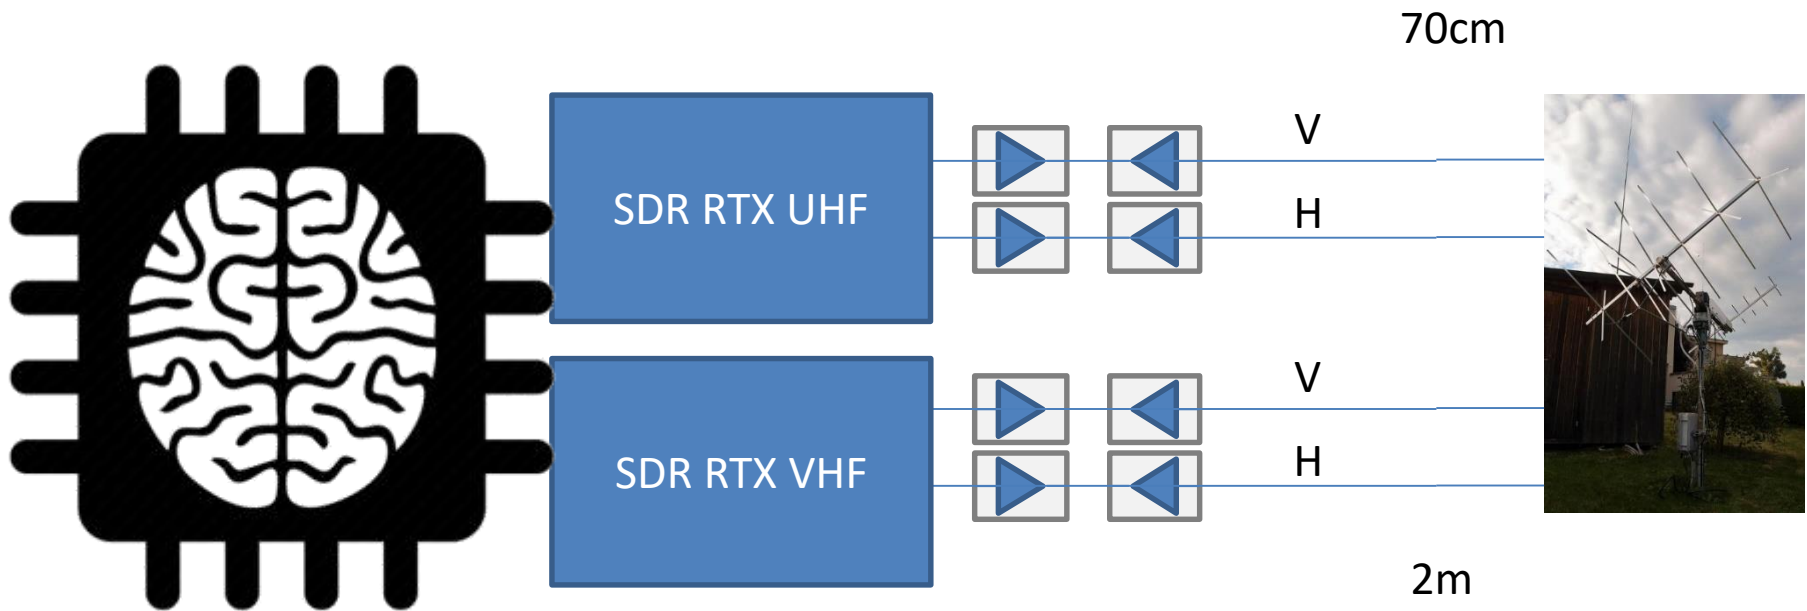 70cm
SDR RTX UHF
V
H
SDR RTX VHF
V
H
2m